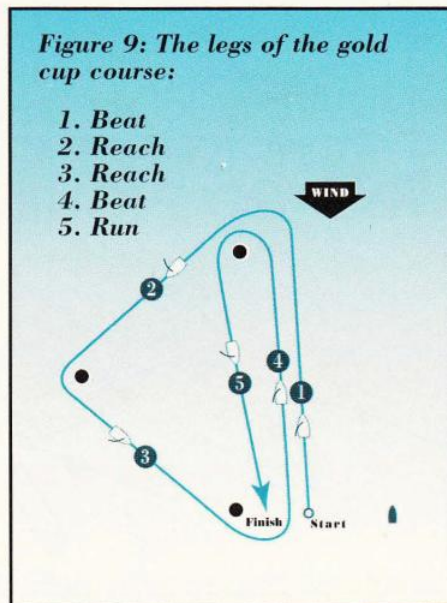 Figure 9: The legs of the gold
cup course:
1. Beat
2. Reach
3. Reach
4. Beat
5. Run
WIND
2
4
5
1
3
Finish
Start